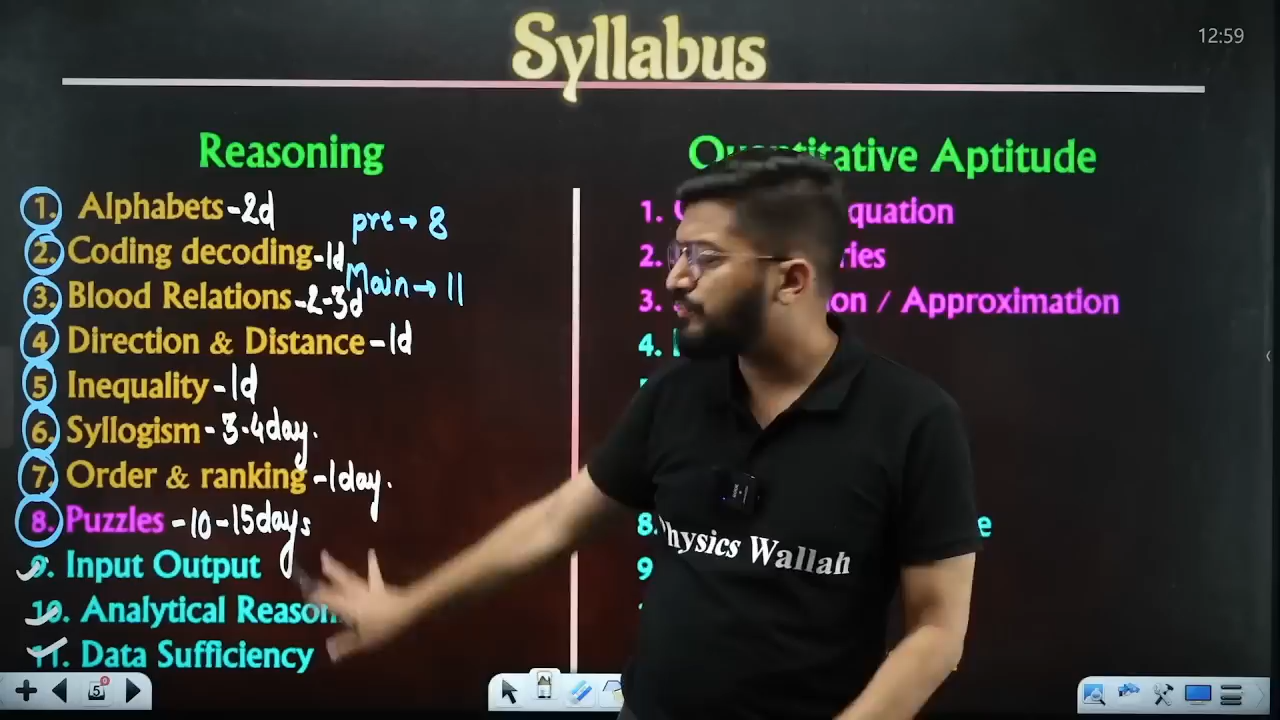 Syllabus
12:59
Reasoning
1. Alphabets -2d
pre → 8
2. Coding decoding -1d
Main → 11
3. Blood Relations -2-3d
4. Direction & Distance -1d
5. Inequality -1d
6. Syllogism - 3-4day.
7. Order & ranking -1day.
8. Puzzles -10-15days
9. Input Output
10. Analytical Reason
11. Data Sufficiency
Quantitative Aptitude
1. quation
2. ries
3. on / Approximation
4.
8. e
9
Physics Wallah
5